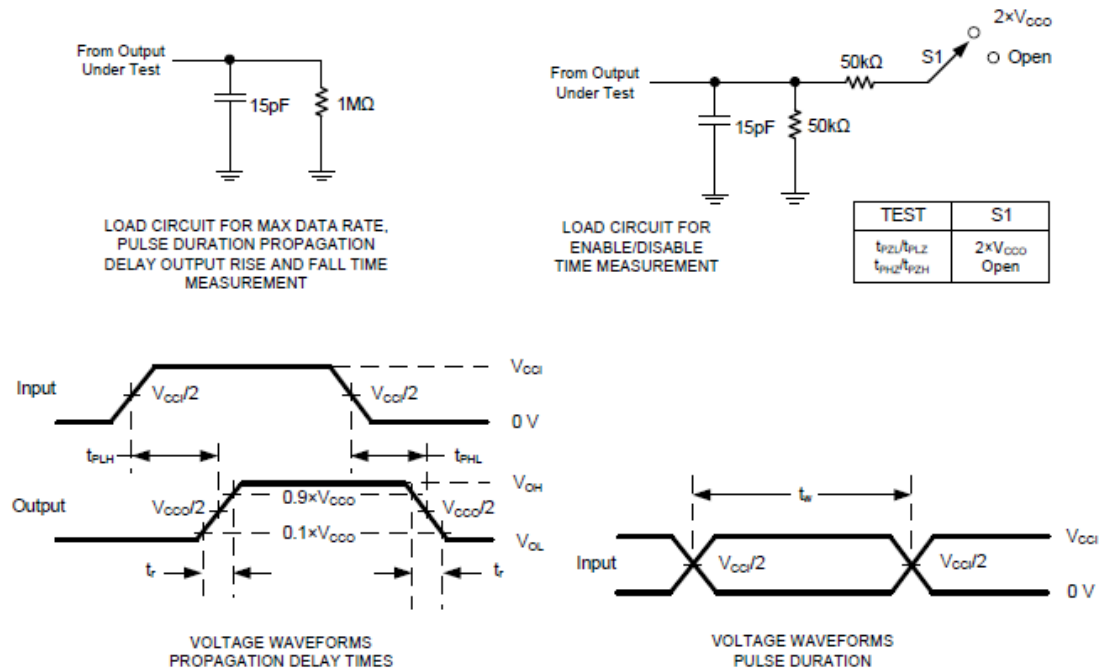 From Output
Under Test
15pF
1MΩ
LOAD CIRCUIT FOR MAX DATA RATE,
PULSE DURATION PROPAGATION
DELAY OUTPUT RISE AND FALL TIME
MEASUREMENT
2×VCCO
S1
Open
50kΩ
From Output
Under Test
15pF
50kΩ
LOAD CIRCUIT FOR
ENABLE/DISABLE
TIME MEASUREMENT
TEST S1
tPZL/tPLZ 2×VCCO
tPHZ/tPZH Open
Input
VCCI/2
VCCI/2
VCCI
0 V
tPLH
tPHL
Output
VCCO/2
0.9×VCCO
0.1×VCCO
VCCO/2
VOH
VOL
tr
tr
VOLTAGE WAVEFORMS
PROPAGATION DELAY TIMES
tw
Input
VCCI/2
VCCI/2
VCCI
0 V
VOLTAGE WAVEFORMS
PULSE DURATION